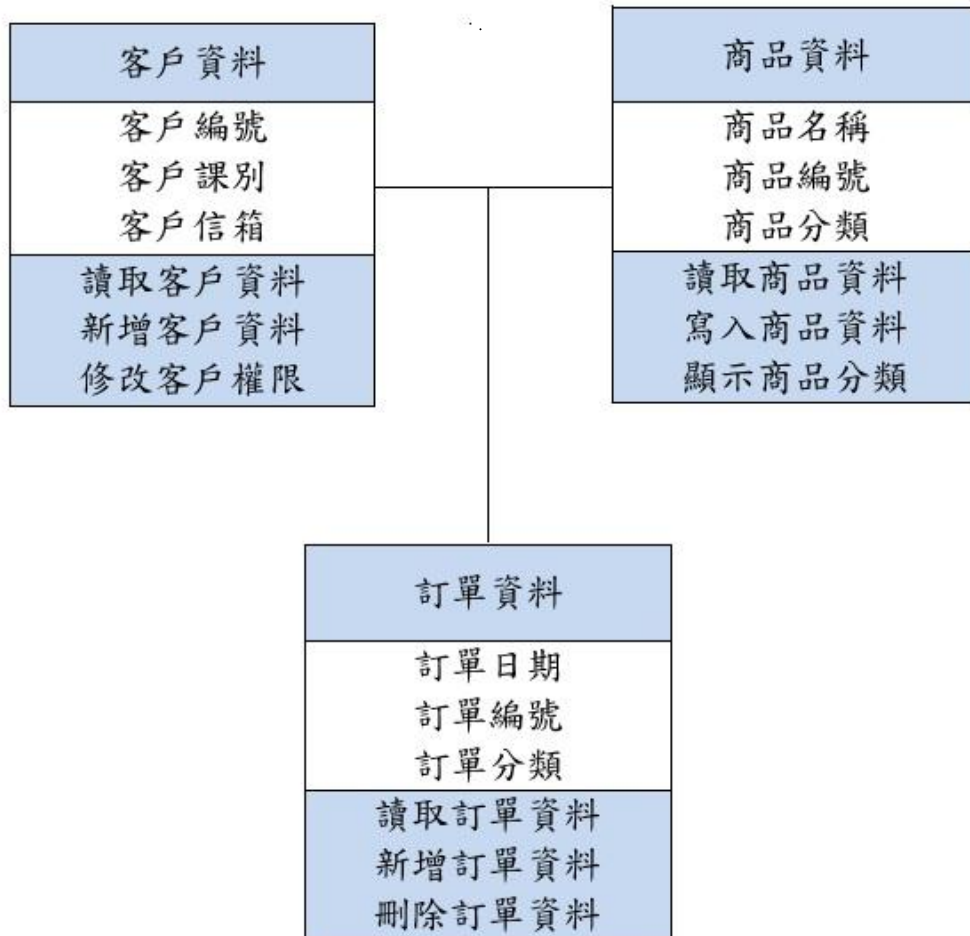 客戶資料
客戶編號
客戶課別
客戶信箱
讀取客戶資料
新增客戶資料
修改客戶權限
商品資料
商品名稱
商品編號
商品分類
讀取商品資料
寫入商品資料
顯示商品分類
訂單資料
訂單日期
訂單編號
訂單分類
讀取訂單資料
新增訂單資料
刪除訂單資料